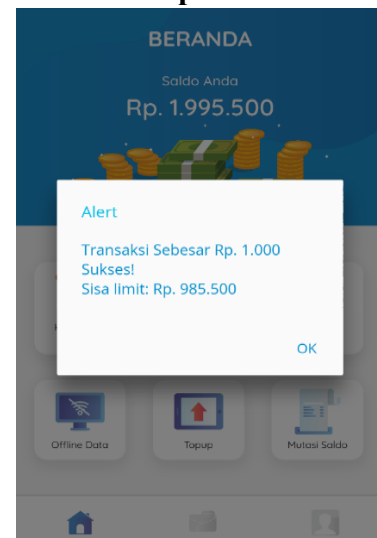 BERANDA
Saldo Anda
Rp. 1.995.500
Alert
Transaksi Sebesar Rp. 1.000
Sukses!
Sisa limit: Rp. 985.500
OK
Offline Data
Topup
Mutasi Saldo